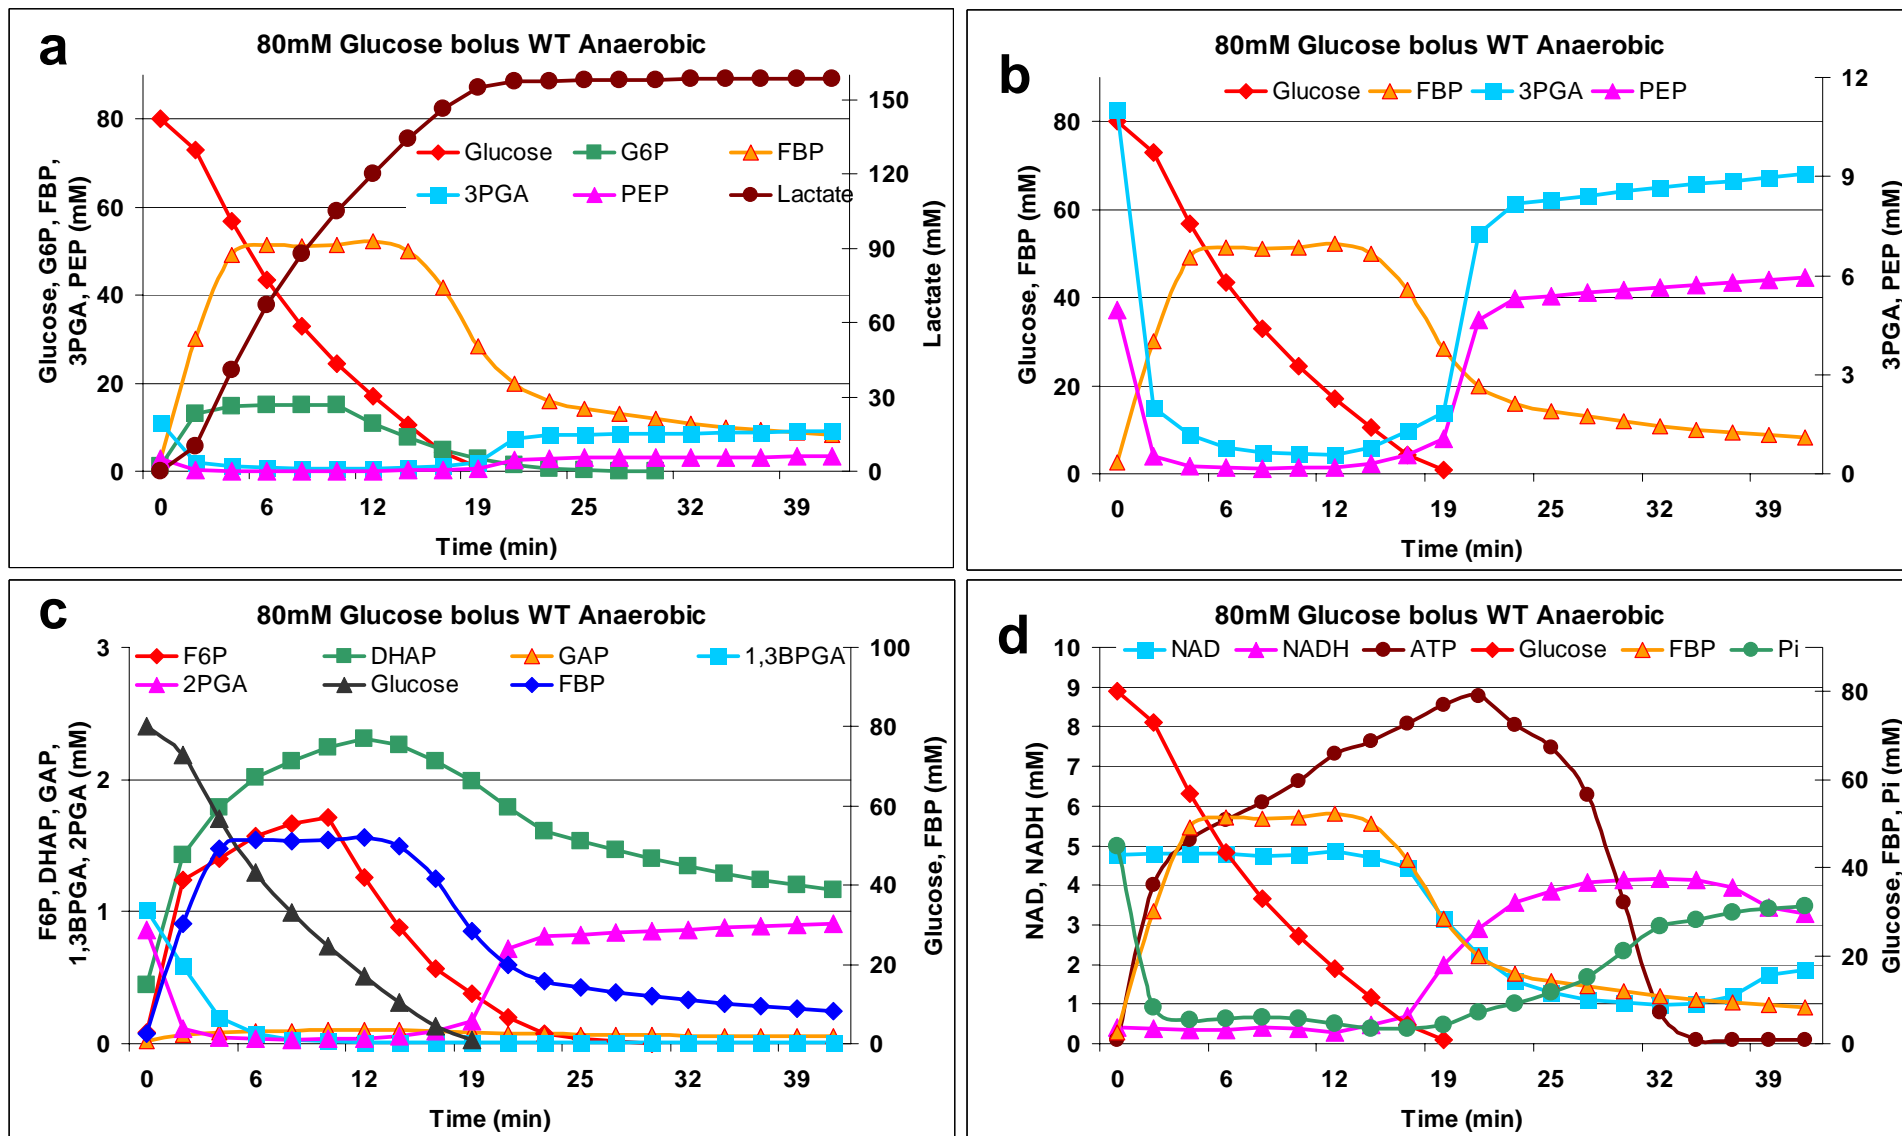 a
80mM Glucose bolus WT Anaerobic
Glucose, G6P, FBP,
3PGA, PEP (mM)
80
60
40
20
0
Glucose G6P FBP
3PGA PEP Lactate
150
120
90
60
30
0
Lactate (mM)
0 6 12 19 25 32 39
Time (min)
b
80mM Glucose bolus WT Anaerobic
Glucose FBP 3PGA PEP
Glucose, FBP (mM)
80
60
40
20
0
12
9
6
3
0
3PGA, PEP (mM)
0 6 12 19 25 32 39
Time (min)
c
80mM Glucose bolus WT Anaerobic
F6P DHAP GAP 1,3BPGA
2PGA Glucose FBP
F6P, DHAP, GAP,
1,3BPGA, 2PGA (mM)
3
2
1
0
100
80
60
40
20
0
Glucose, FBP (mM)
0 6 12 19 25 32 39
Time (min)
d
80mM Glucose bolus WT Anaerobic
NAD NADH ATP Glucose FBP Pi
NAD, NADH (mM)
10
9
8
7
6
5
4
3
2
1
0
80
60
40
20
0
Glucose, FBP, Pi (mM)
0 6 12 19 25 32 39
Time (min)